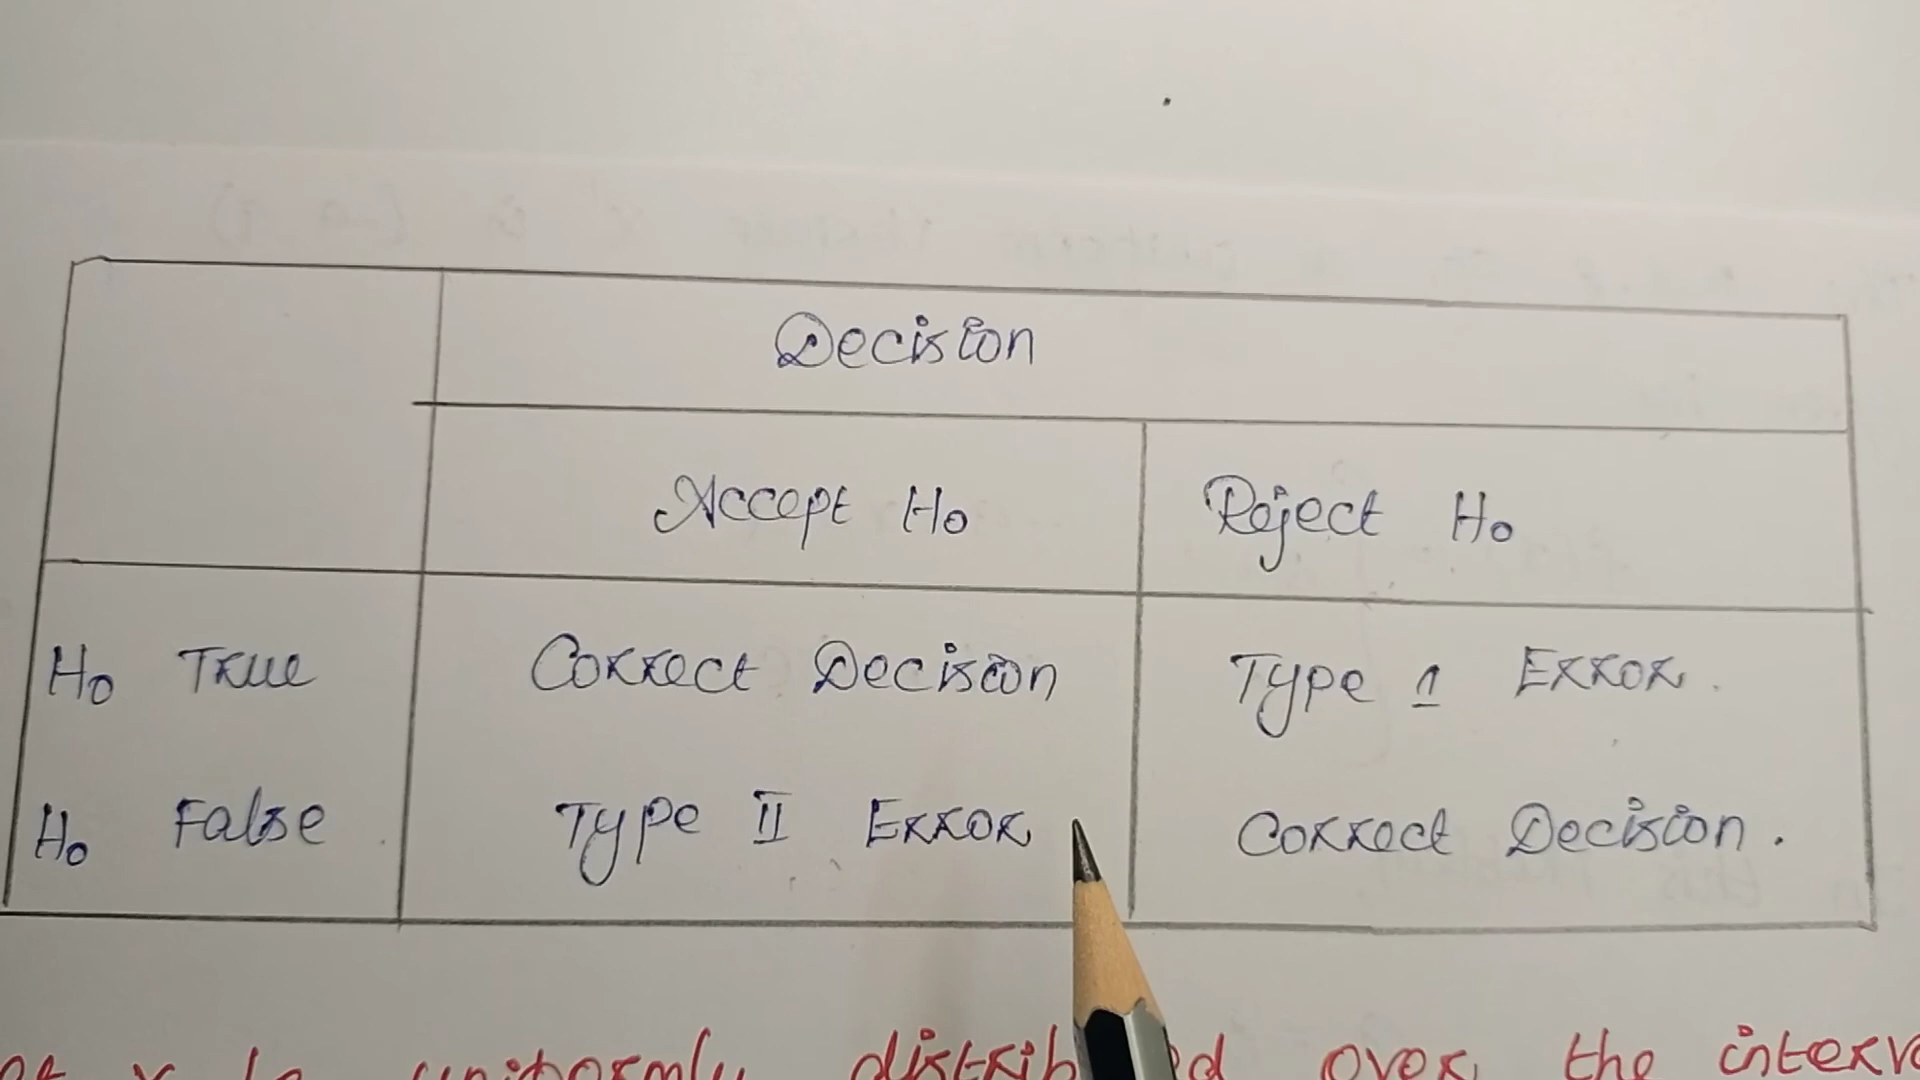 Decision
Accept H₀ Reject H₀
H₀ True Correct Decision Type 1 Error.
H₀ False Type II Error Correct Decision.
uniformly over the